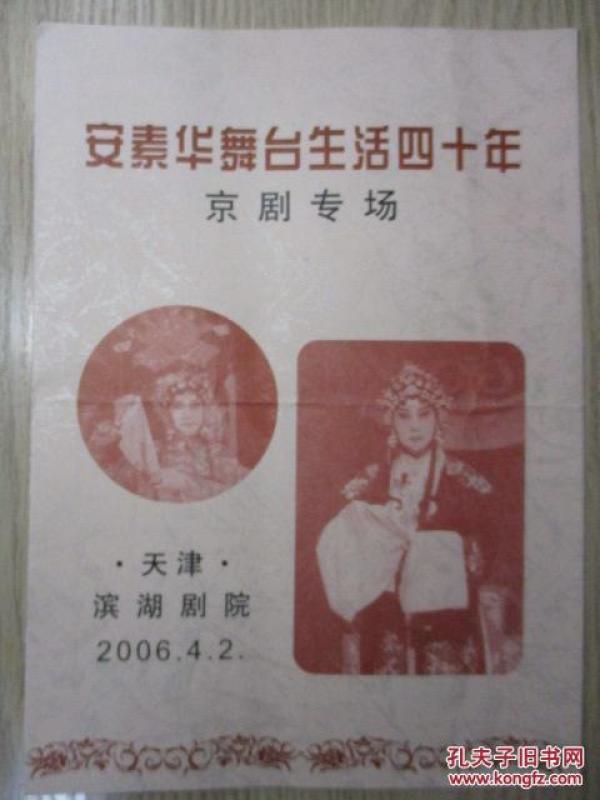 安素华舞台生活四十年
京剧专场
·天津·
滨湖剧院
2006.4.2.
孔夫子旧书网
www.kongfz.com